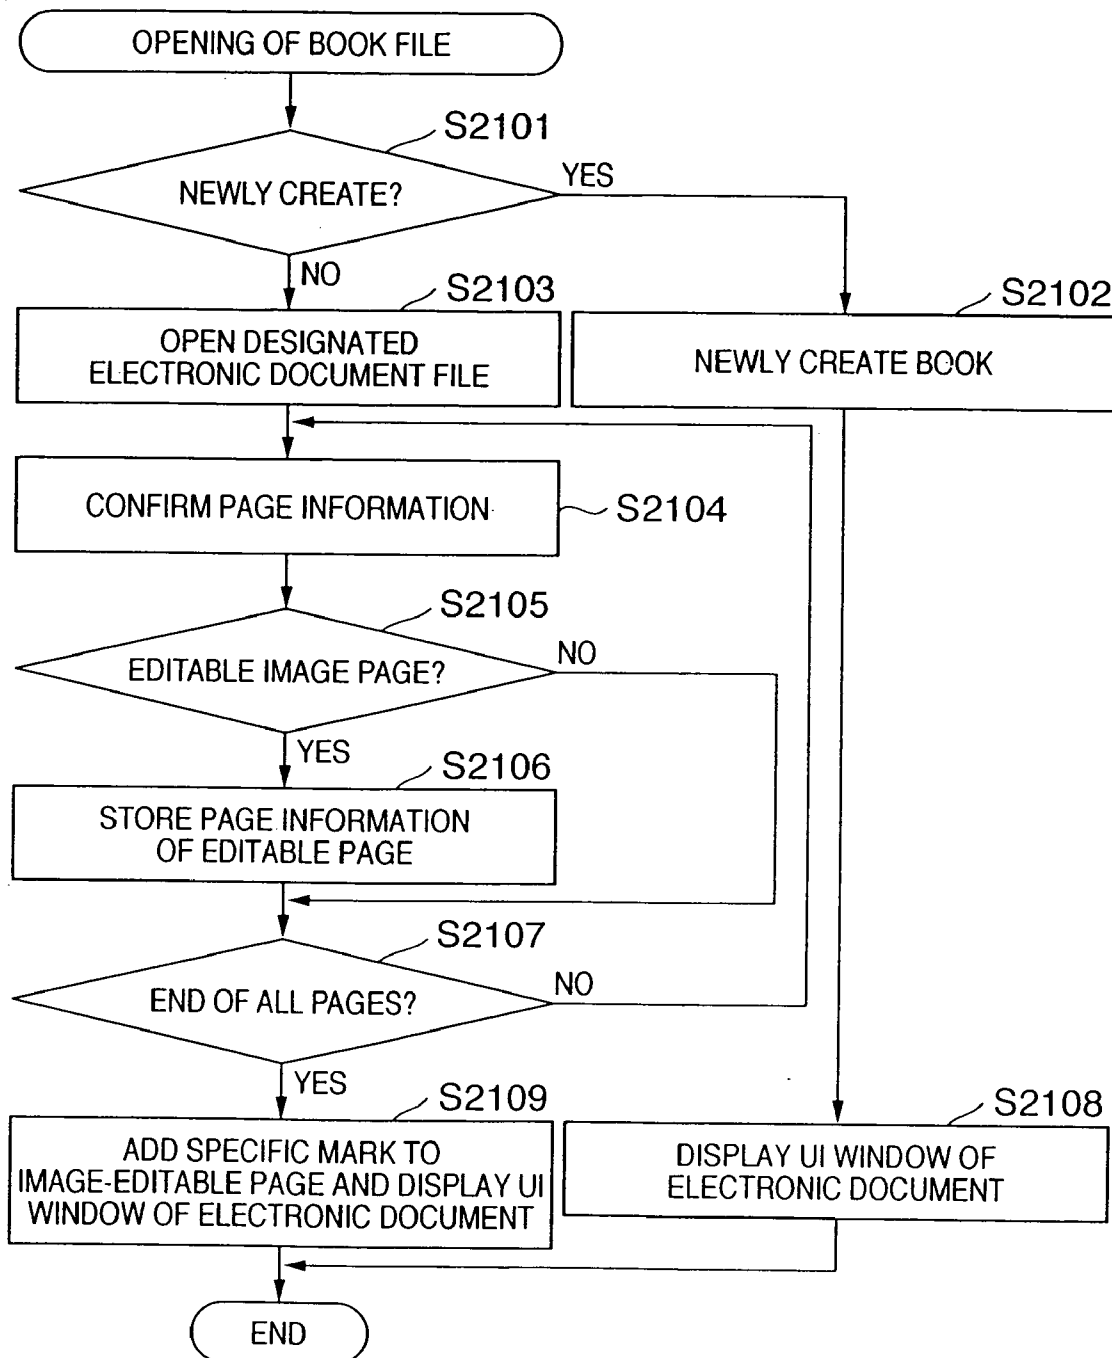 OPENING OF BOOK FILE
S2101
NEWLY CREATE?
YES
NO
S2103
S2102
OPEN DESIGNATED
ELECTRONIC DOCUMENT FILE
NEWLY CREATE BOOK
CONFIRM PAGE INFORMATION
S2104
S2105
EDITABLE IMAGE PAGE?
NO
YES
S2106
STORE PAGE INFORMATION
OF EDITABLE PAGE
S2107
END OF ALL PAGES?
NO
YES
S2109
S2108
ADD SPECIFIC MARK TO
IMAGE-EDITABLE PAGE AND DISPLAY UI
WINDOW OF ELECTRONIC DOCUMENT
DISPLAY UI WINDOW OF
ELECTRONIC DOCUMENT
END